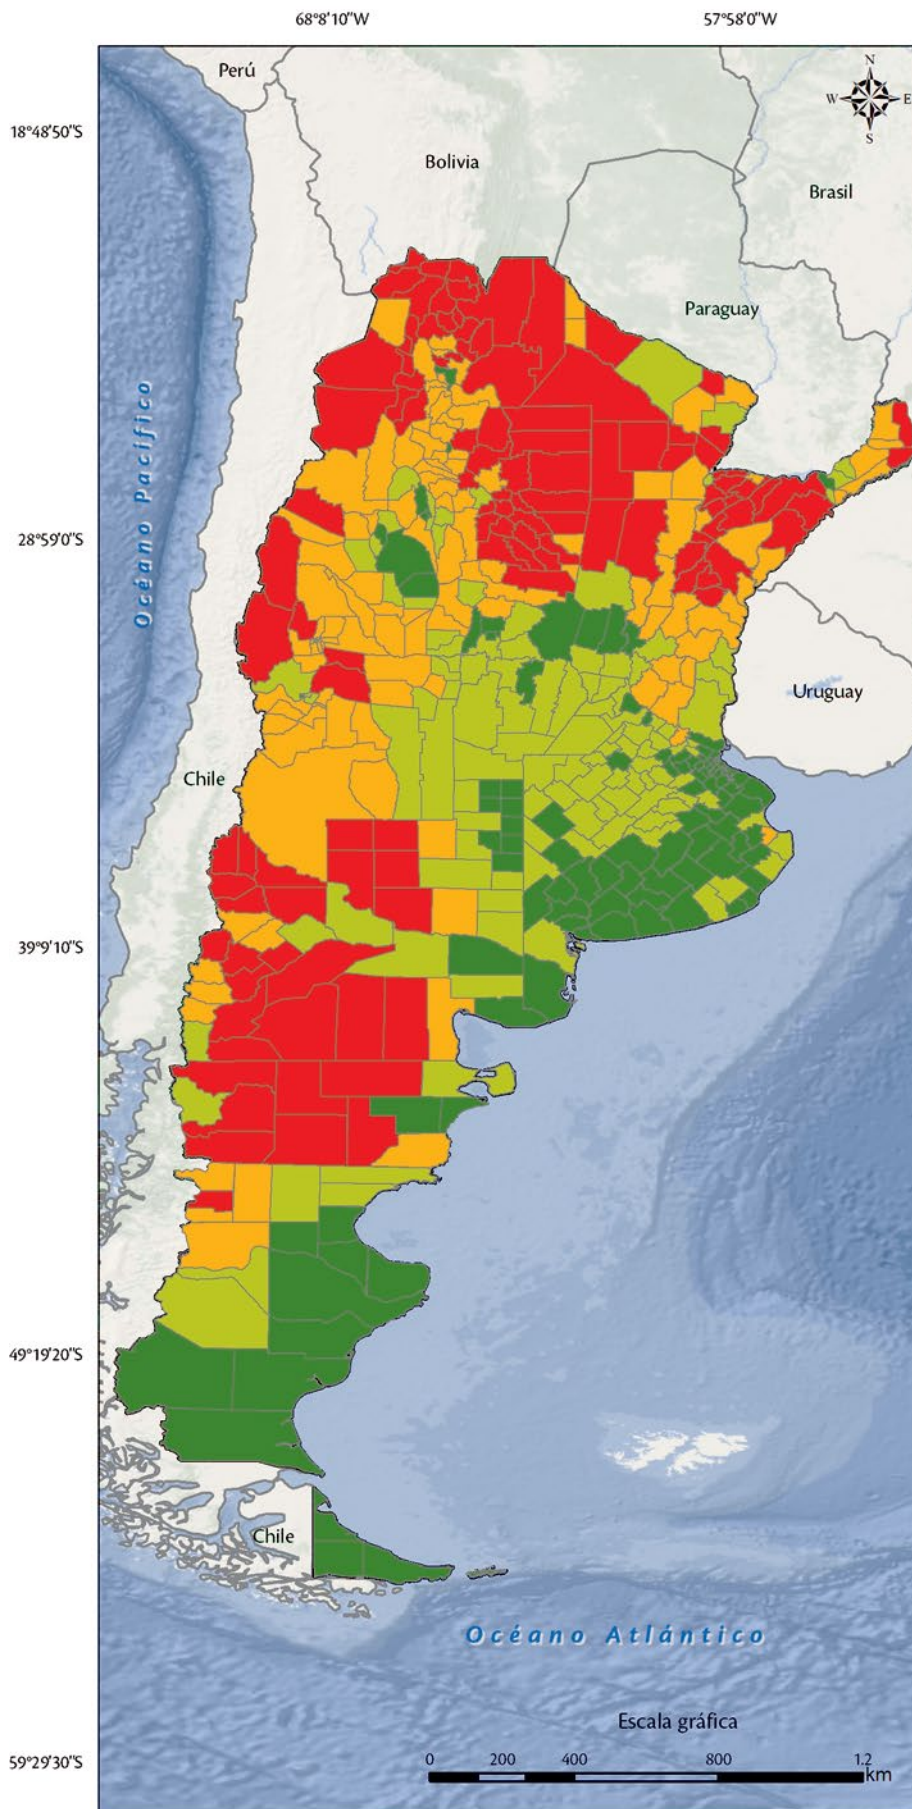 68°8'10"W
57°58'0"W
Perú
N
W
E
S
18°48'50"S
Bolivia
Brasil
Paraguay
Océano Pacífico
28°59'0"S
Uruguay
Chile
39°9'10"S
49°19'20"S
Chile
Océano Atlántico
Escala gráfica
59°29'30"S
0 200 400 800 1.2
km